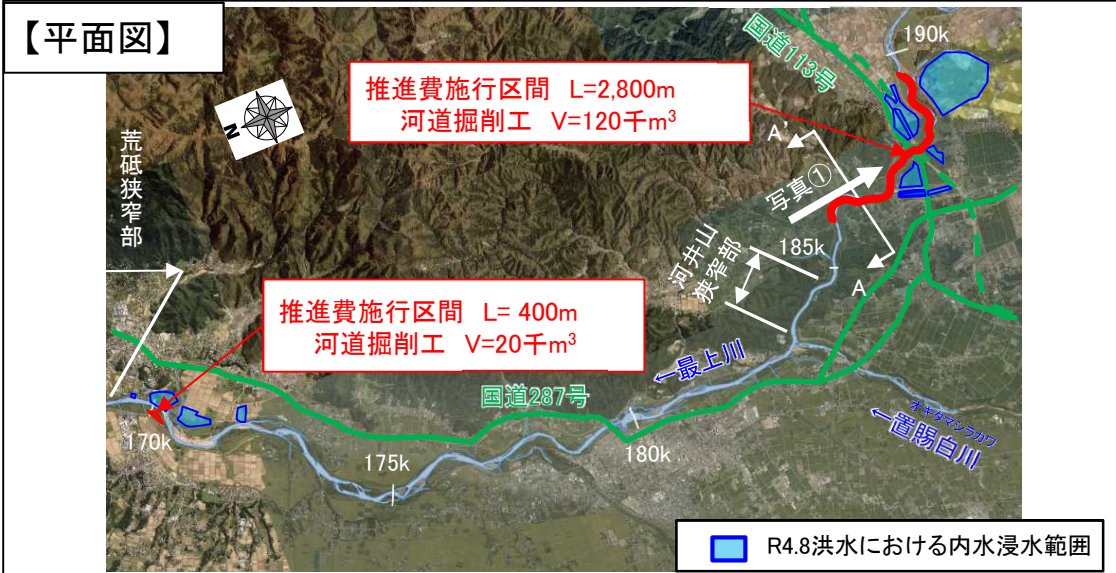 【平面図】
190k
国道113号
推進費施行区間 L=2,800m
河道掘削工 V=120千m³
N
荒砥狭窄部
A'
写真①
185k
河井山
狭窄部
A
推進費施行区間 L= 400m
河道掘削工 V=20千m³
←最上川
国道287号
オキタマシラカワ
←置賜白川
170k
175k
180k
R4.8洪水における内水浸水範囲